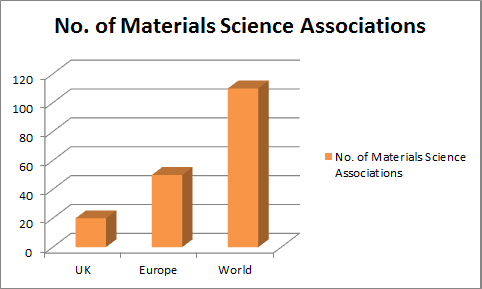 No. of Materials Science Associations
120
100
80
60
40
20
0
UK Europe World
No. of Materials Science
Associations